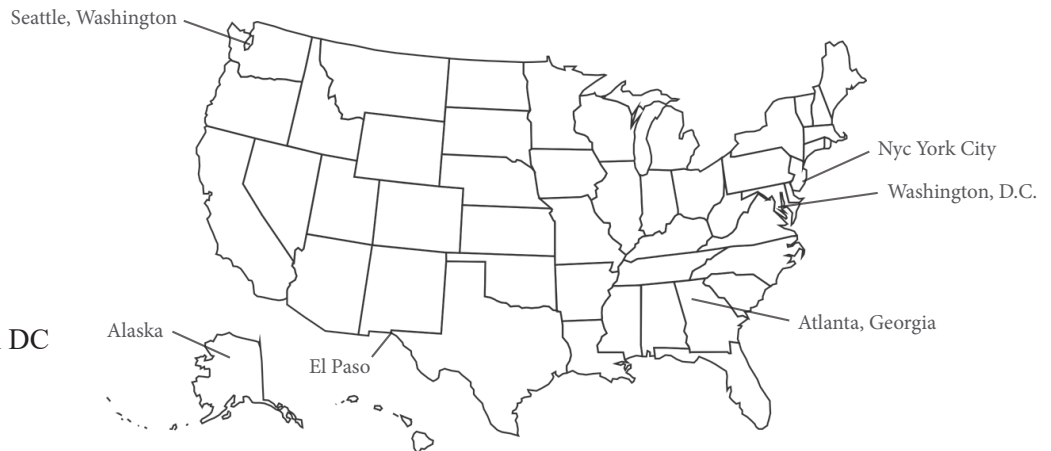 Seattle, Washington
Nyc York City
Washington, D.C.
Atlanta, Georgia
DC
Alaska
El Paso